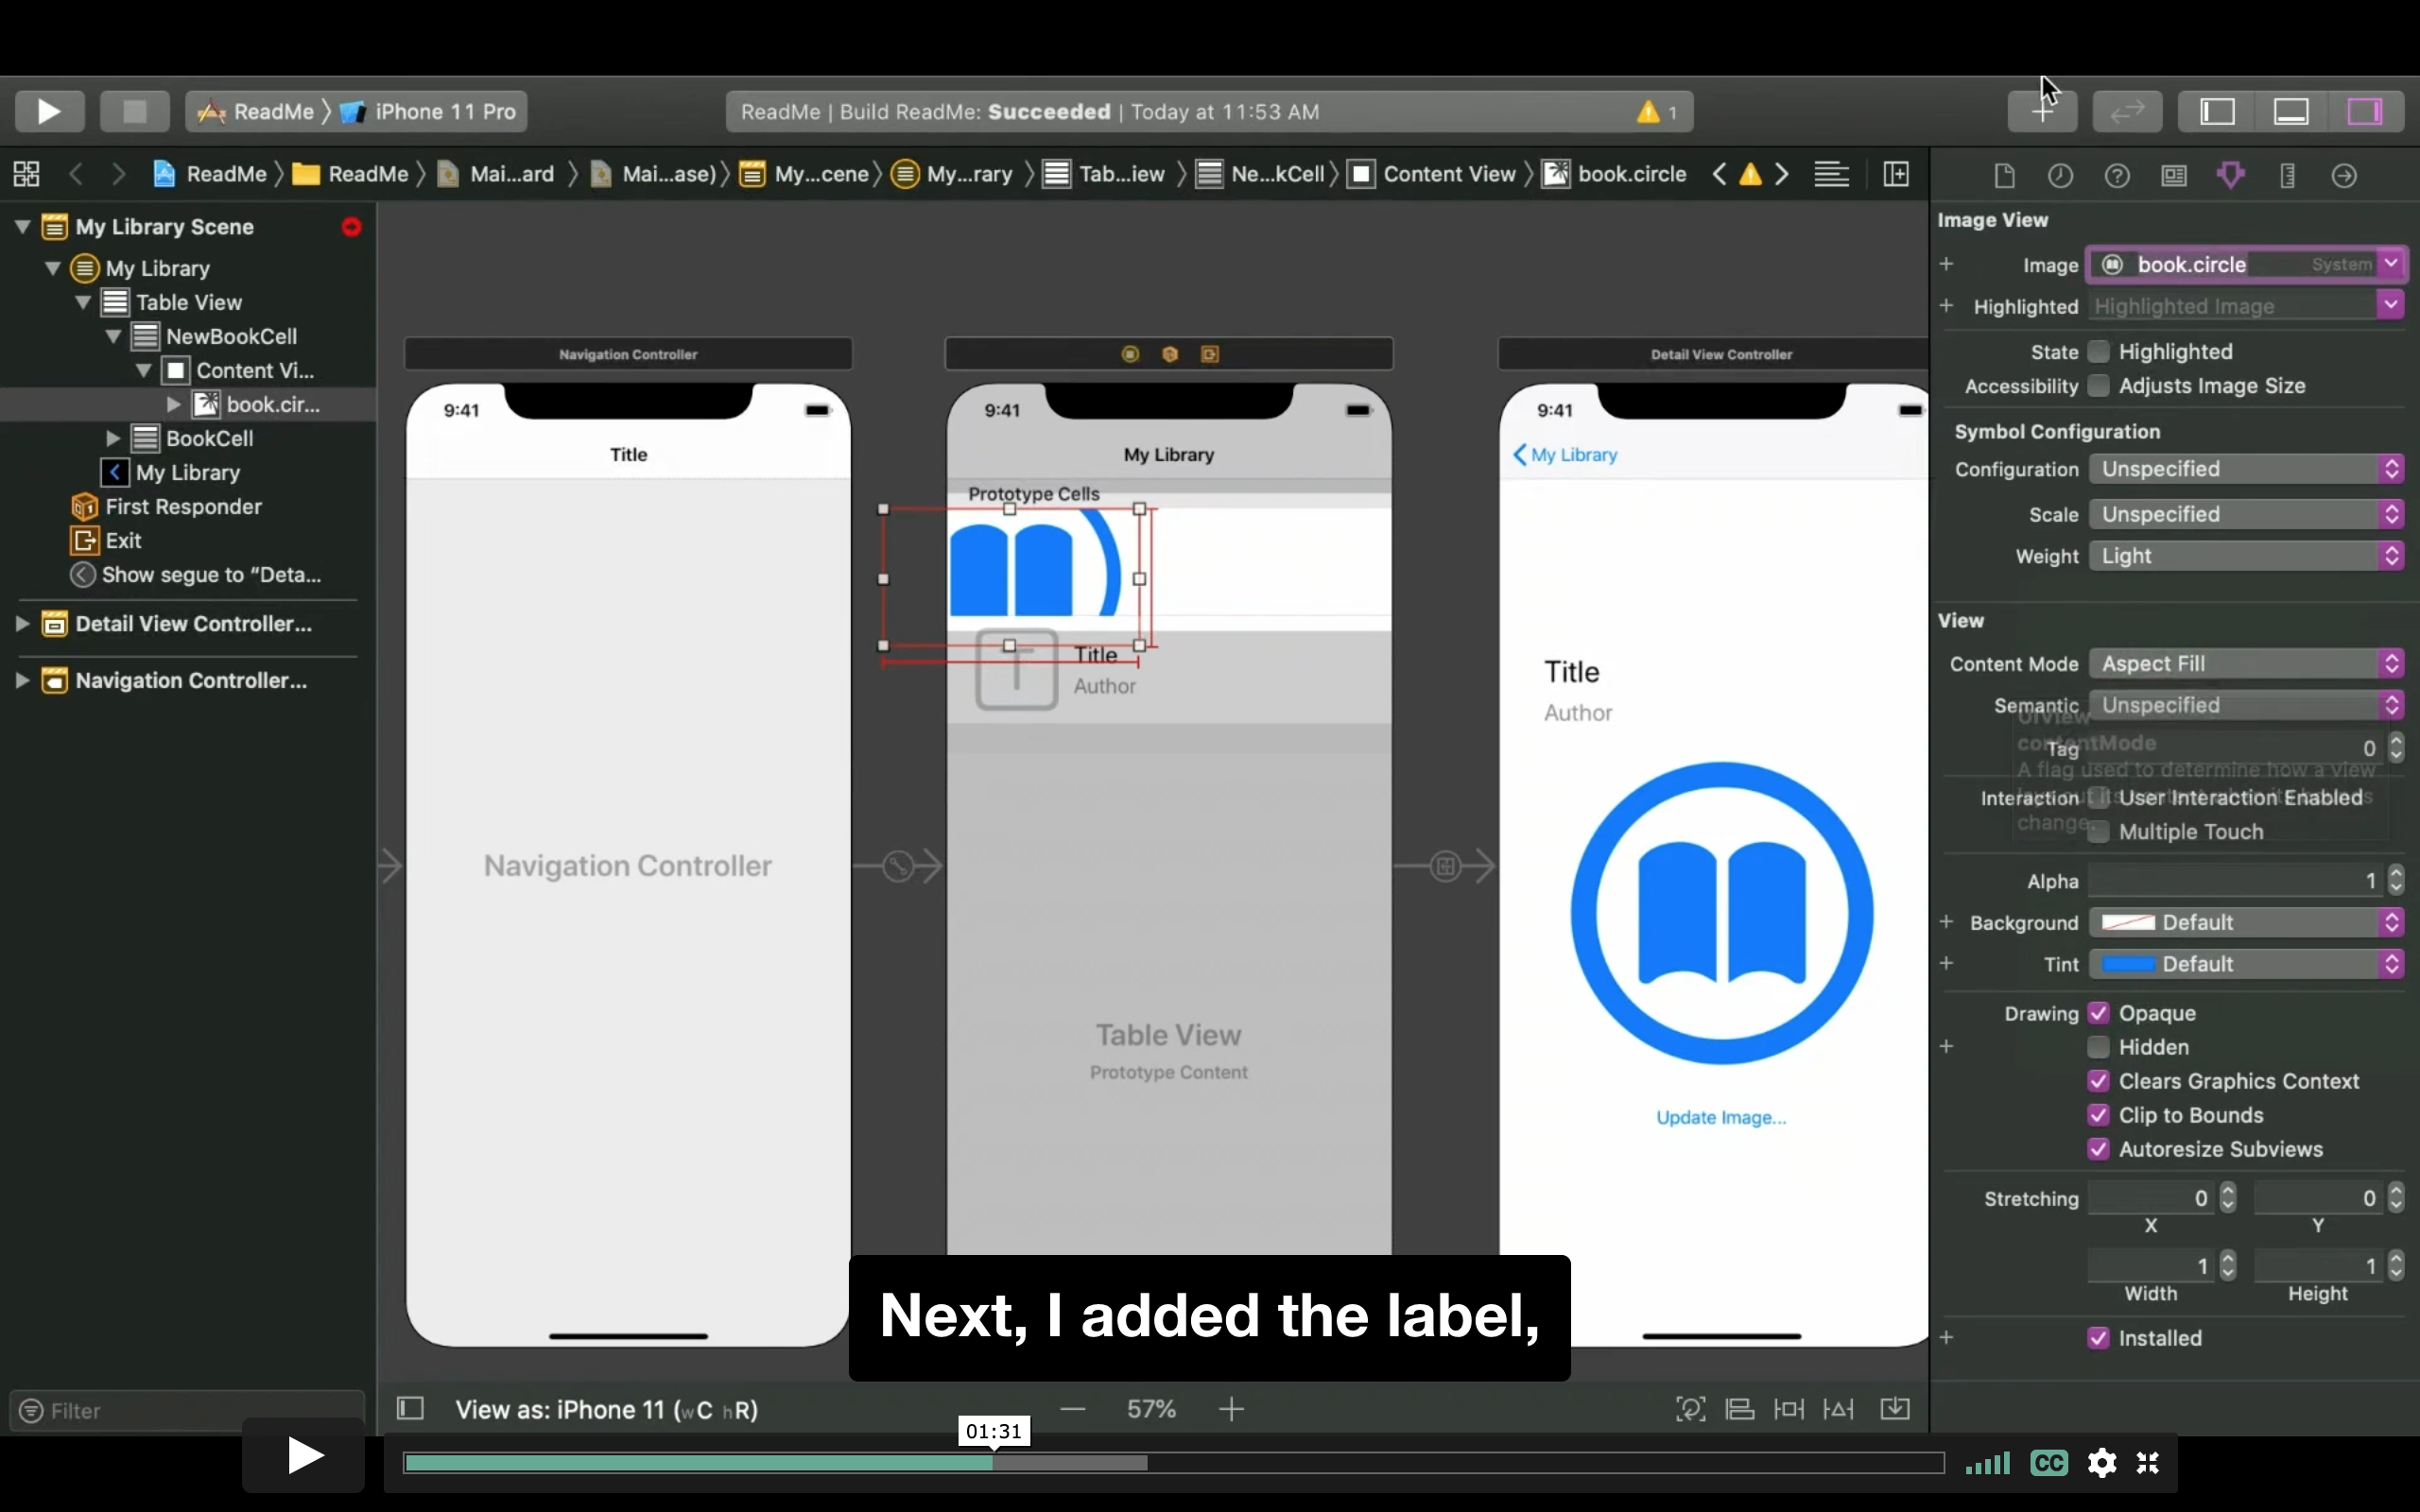 ReadMe › iPhone 11 Pro
ReadMe | Build ReadMe: Succeeded | Today at 11:53 AM
1
ReadMe › ReadMe › Mai...ard › Mai...ase) › My...cene › My...rary › Tab...iew › Ne...kCell › Content View › book.circle
My Library Scene
My Library
Table View
NewBookCell
Content Vi...
book.cir...
BookCell
My Library
First Responder
Exit
Show segue to “Deta...
Detail View Controller...
Navigation Controller...
Filter
Navigation Controller
9:41
Title
Navigation Controller
9:41
My Library
Prototype Cells
T
Title
Author
Table View
Prototype Content
Detail View Controller
9:41
My Library
Title
Author
Update Image...
Next, I added the label,
View as: iPhone 11 (wC hR)
57%
Image View
Image book.circle System
Highlighted Highlighted Image
State Highlighted
Accessibility Adjusts Image Size
Symbol Configuration
Configuration Unspecified
Scale Unspecified
Weight Light
View
Content Mode Aspect Fill
Semantic Unspecified
UIView
contentMode
Tag 0
A flag used to determine how a view
Interaction User Interaction Enabled
change.
Multiple Touch
Alpha 1
Background Default
Tint Default
Drawing Opaque
Hidden
Clears Graphics Context
Clip to Bounds
Autoresize Subviews
Stretching 0 0
X Y
1 1
Width Height
Installed
01:31
CC